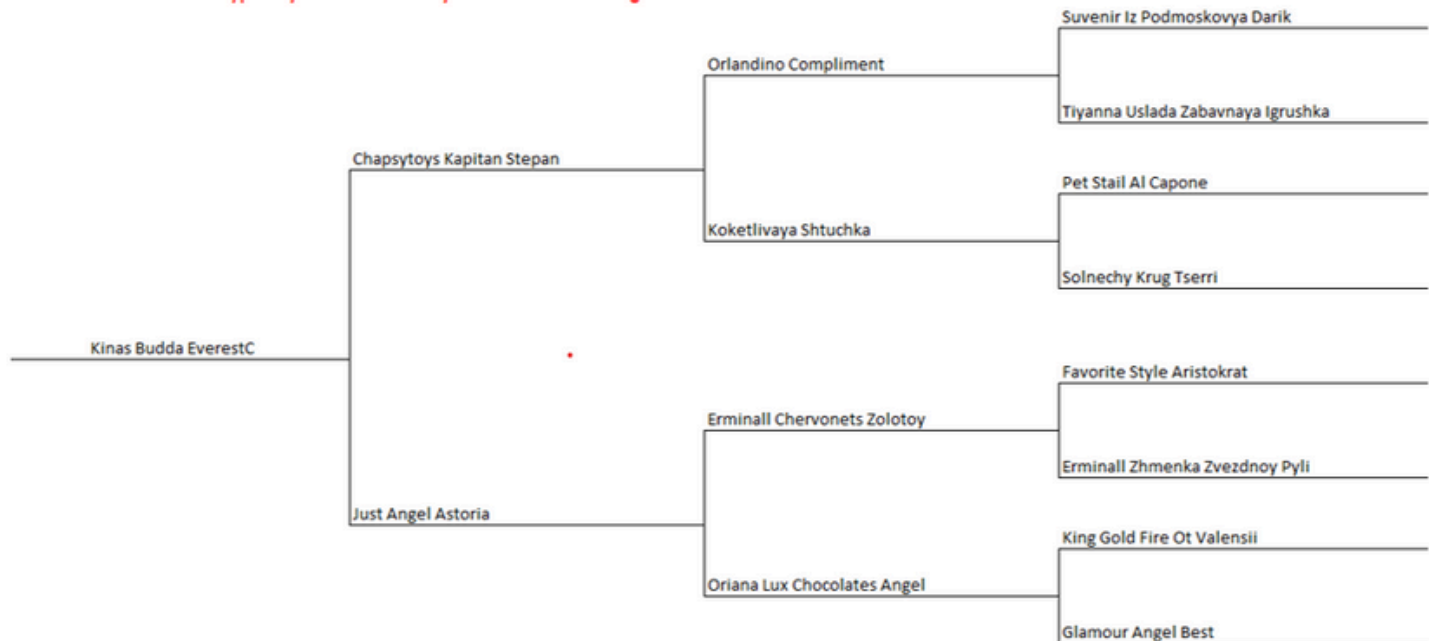 Suvenir Iz Podmoskovya Darik
Orlandino Compliment
Tiyanna Uslada Zabavnaya Igrushka
Chapsytoys Kapitan Stepan
Pet Stail Al Capone
Koketlivaya Shtuchka
Solnechy Krug Tserri
Kinas Budda EverestC
Favorite Style Aristokrat
Erminall Chervonets Zolotoy
Erminall Zhmenka Zvezdnoy Pyli
Just Angel Astoria
King Gold Fire Ot Valensii
Oriana Lux Chocolates Angel
Glamour Angel Best